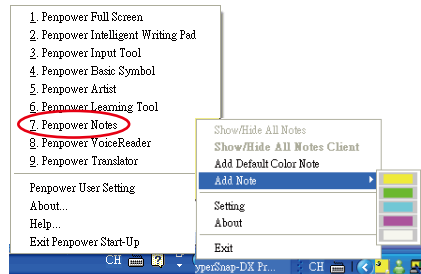 1. Penpower Full Screen
2. Penpower Intelligent Writing Pad
3. Penpower Input Tool
4. Penpower Basic Symbol
5. Penpower Artist
6. Penpower Learning Tool
7. Penpower Notes
8. Penpower VoiceReader
9. Penpower Translator
Penpower User Setting
About...
Help...
Exit Penpower Start-Up
CH
Show/Hide All Notes
Show/Hide All Notes Client
Add Default Color Note
Add Note
Setting
About
Exit
yperSnap-DX Pr...
CH